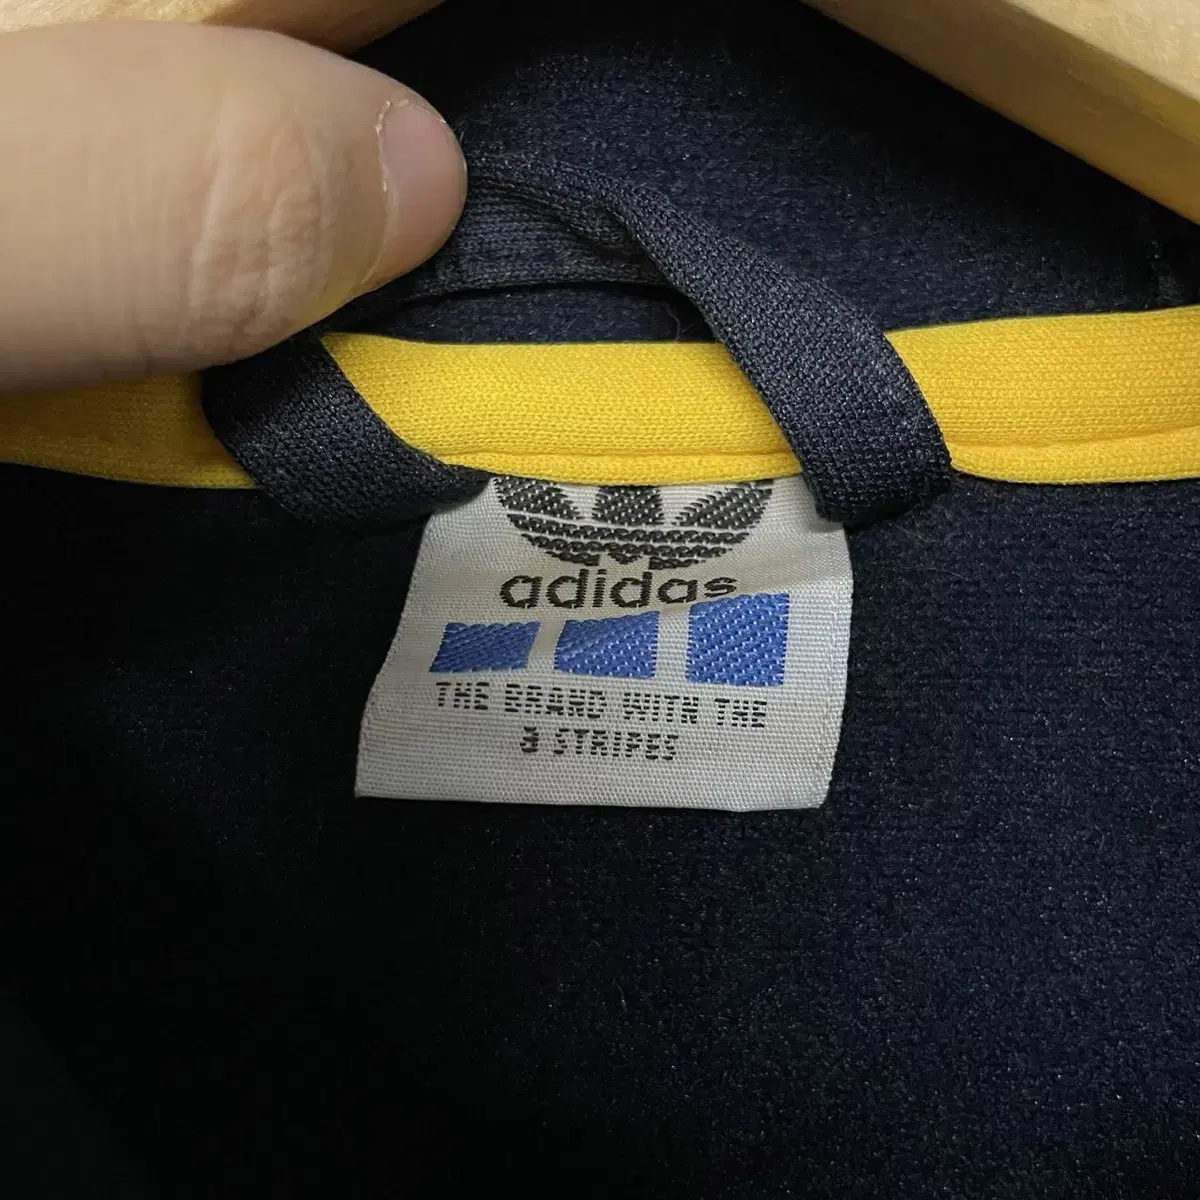 adidas
THE BRAND WITH THE
3 STRIPES